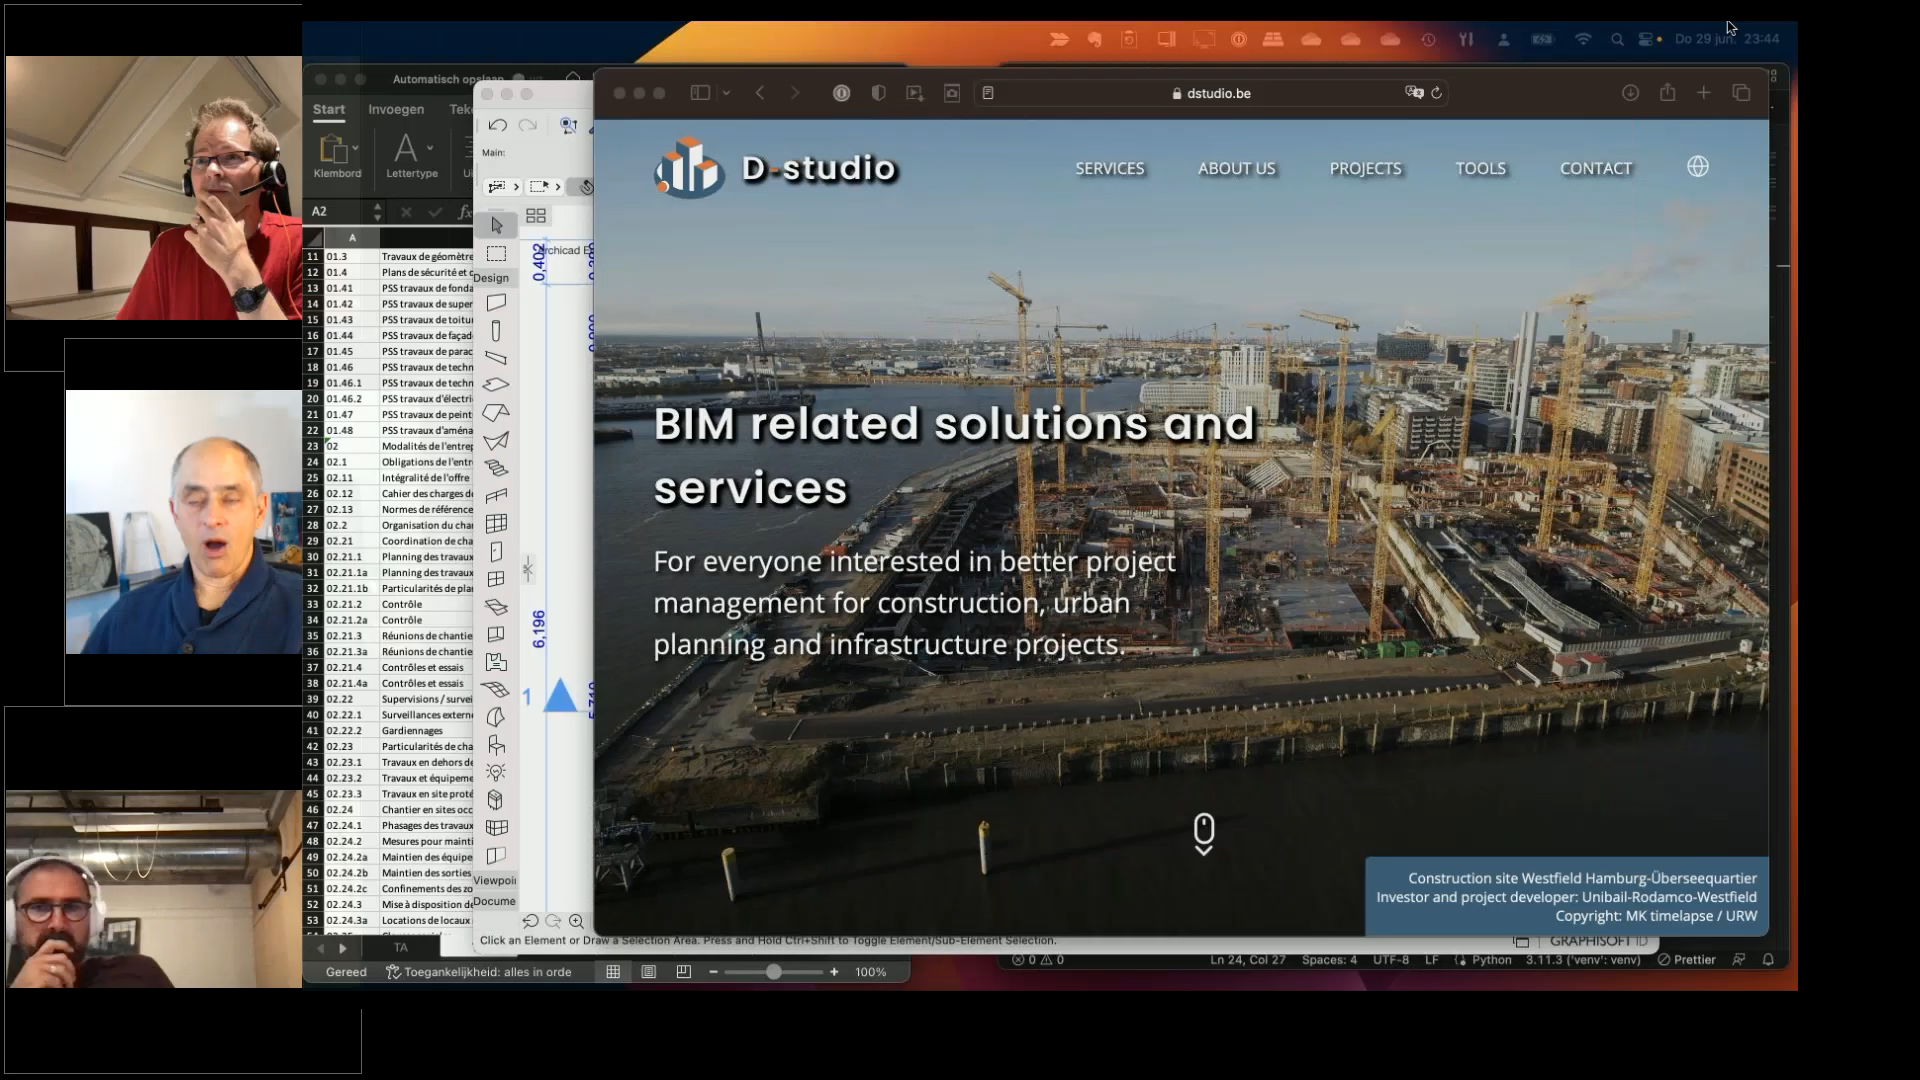 Do 29 jun. 23:44
Automatisch opslaan
Start
Invoegen
Klembord
Lettertype
A2
fx
A
11 01.3 Travaux de géomètre
12 01.4 Plans de sécurité et
13 01.41 PSS travaux de fonda
14 01.42 PSS travaux de super
15 01.43 PSS travaux de toitur
16 01.44 PSS travaux de façad
17 01.45 PSS travaux de parac
18 01.46 PSS travaux de techn
19 01.46.1 PSS travaux de techn
20 01.46.2 PSS travaux d'électri
21 01.47 PSS travaux de peint
22 01.48 PSS travaux d'aména
23 02 Modalités de l'entrep
24 02.1 Obligations de l'entr
25 02.11 Intégralité de l'offre
26 02.12 Cahier des charges d
27 02.13 Normes de référence
28 02.2 Organisation du chan
29 02.21 Coordination de cha
30 02.21.1 Planning des travaux
31 02.21.1a Planning des travaux
32 02.21.1b Particularités de plan
33 02.21.2 Contrôle
34 02.21.2a Contrôle
35 02.21.3 Réunions de chantie
36 02.21.3a Réunions de chantie
37 02.21.4 Contrôles et essais
38 02.21.4a Contrôles et essais
39 02.22 Supervisions / survei
40 02.22.1 Surveillances extern
41 02.22.2 Gardiennages
42 02.23 Particularités de cha
43 02.23.1 Travaux en dehors de
44 02.23.2 Travaux et équipeme
45 02.23.3 Travaux en site proté
46 02.24 Chantier en sites occ
47 02.24.1 Phasages des travaux
48 02.24.2 Mesures pour mainti
49 02.24.2a Maintien des équipe
50 02.24.2b Maintien des sorties
51 02.24.2c Confinements des zo
52 02.24.3 Mise à disposition de
53 02.24.3a Locations de locaux
TA
Gereed
Toegankelijkheid: alles in orde
100%
Main:
Design
Viewpoi
Docume
0,402
6,196
1
Click an Element or Draw a Selection Area. Press and Hold Ctrl+Shift to Toggle Element/Sub-Element Selection.
GRAPHISOFT ID
dstudio.be
D-studio
SERVICES
ABOUT US
PROJECTS
TOOLS
CONTACT
BIM related solutions and
services
For everyone interested in better project
management for construction, urban
planning and infrastructure projects.
Construction site Westfield Hamburg-Überseequartier
Investor and project developer: Unibail-Rodamco-Westfield
Copyright: MK timelapse / URW
0 0
Ln 24, Col 27
Spaces: 4
UTF-8
LF
Python
3.11.3 ('venv': venv)
Prettier